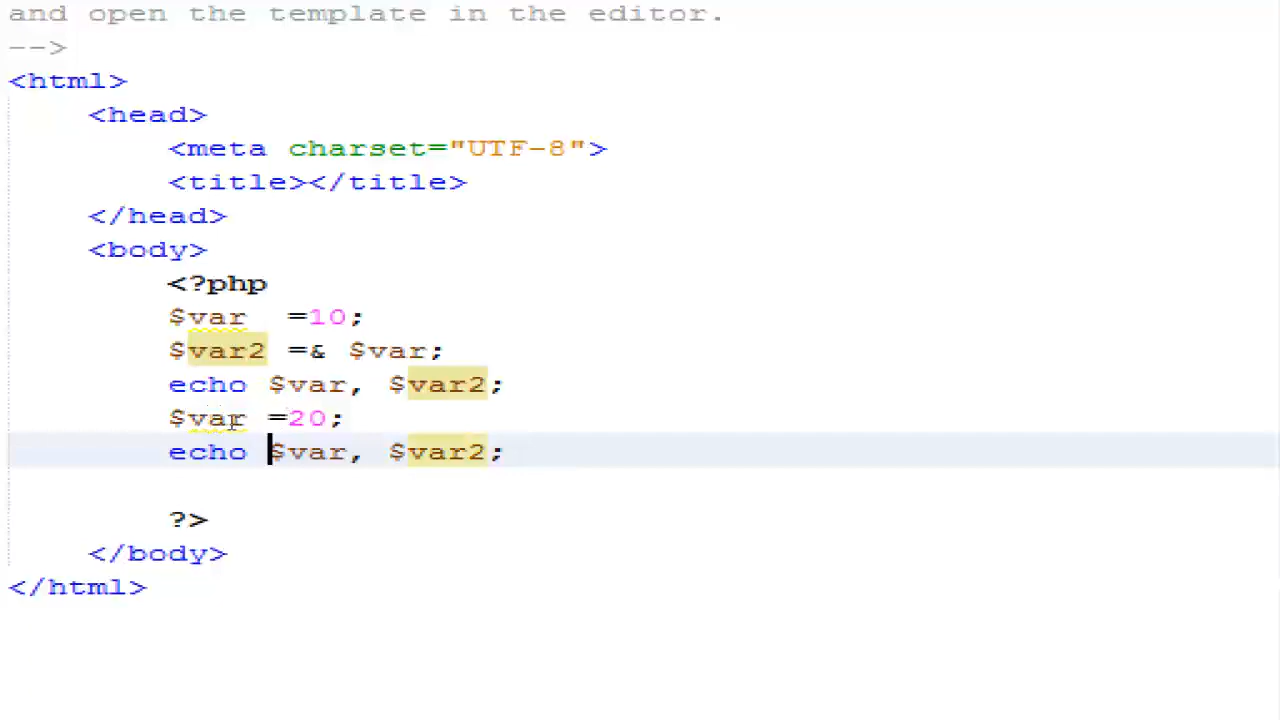 and open the template in the editor.
-->
<html>
<head>
<meta charset="UTF-8">
<title></title>
</head>
<body>
<?php
$var  =10;
$var2 =& $var;
echo $var, $var2;
$var =20;
echo $var, $var2;
?>
</body>
</html>